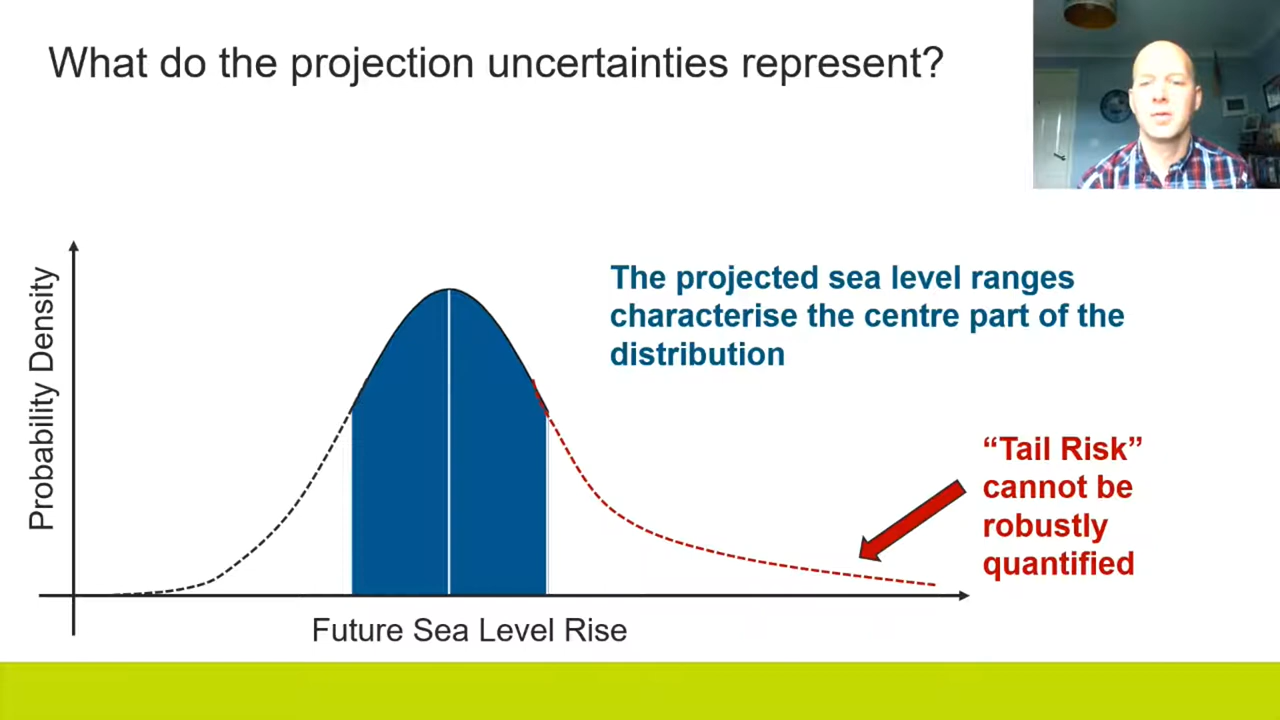 What do the projection uncertainties represent?
Probability Density
The projected sea level ranges
characterise the centre part of the
distribution
“Tail Risk”
cannot be
robustly
quantified
Future Sea Level Rise